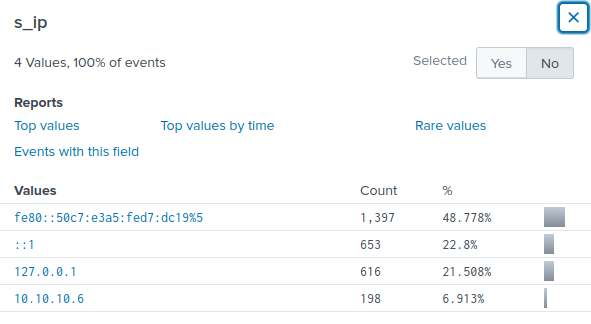 s_ip
4 Values, 100% of events
Selected Yes No
Reports
Top values Top values by time Rare values
Events with this field
Values Count %
fe80::50c7:e3a5:fed7:dc19%5 1,397 48.778%
::1 653 22.8%
127.0.0.1 616 21.508%
10.10.10.6 198 6.913%